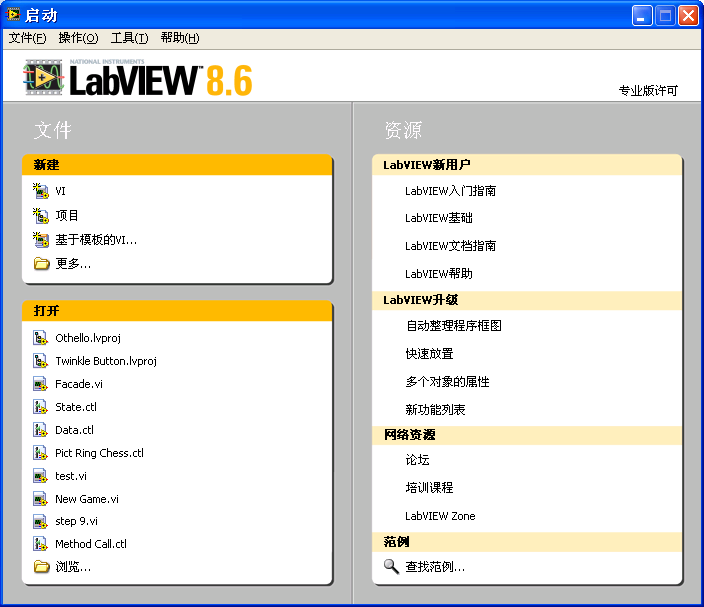 启动
文件(F) 操作(O) 工具(T) 帮助(H)
NATIONAL INSTRUMENTS
LabVIEW™ 8.6
专业版许可
文件
新建
VI
项目
基于模板的VI...
更多...
打开
Othello.lvproj
Twinkle Button.lvproj
Facade.vi
State.ctl
Data.ctl
Pict Ring Chess.ctl
test.vi
New Game.vi
step 9.vi
Method Call.ctl
浏览...
资源
LabVIEW新用户
LabVIEW入门指南
LabVIEW基础
LabVIEW文档指南
LabVIEW帮助
LabVIEW升级
自动整理程序框图
快速放置
多个对象的属性
新功能列表
网络资源
论坛
培训课程
LabVIEW Zone
范例
查找范例...